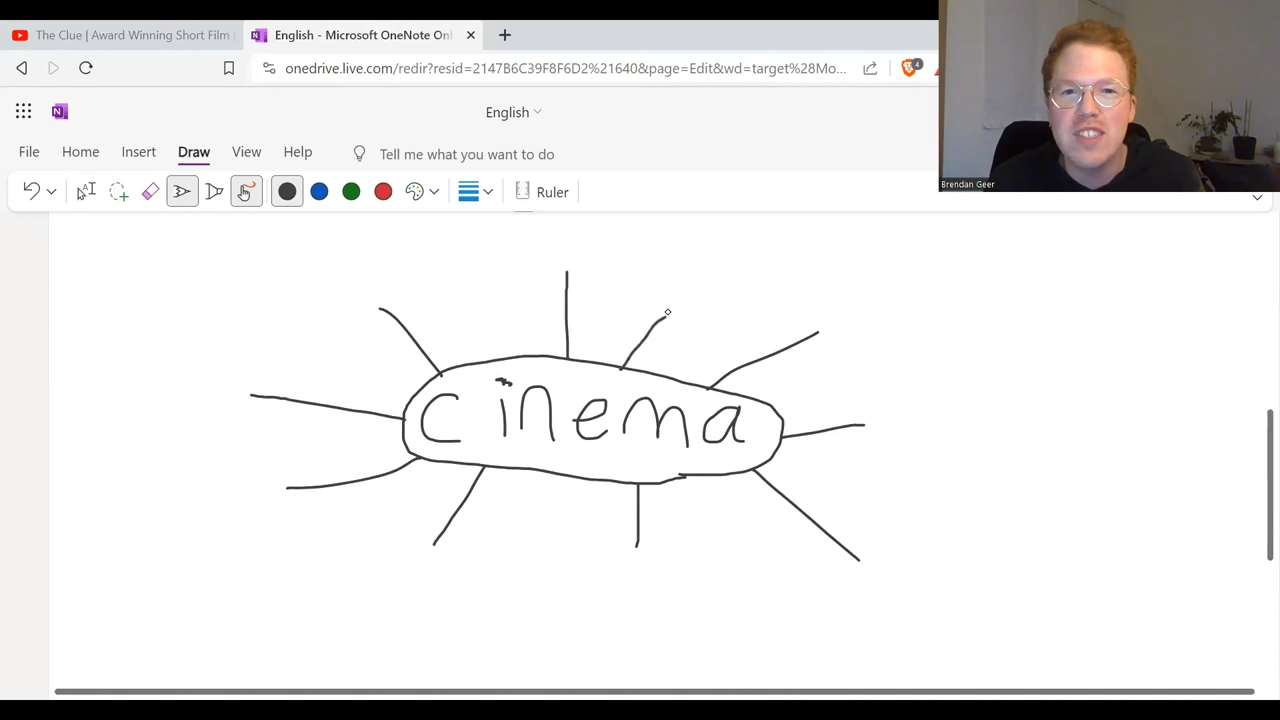 The Clue | Award Winning Short Film
English - Microsoft OneNote Onl
onedrive.live.com/redir?resid=2147B6C39F8F6D2%21640&page=Edit&wd=target%28Mo...
4
English
File Home Insert Draw View Help Tell me what you want to do
Ruler
Brendan Geer
cinema